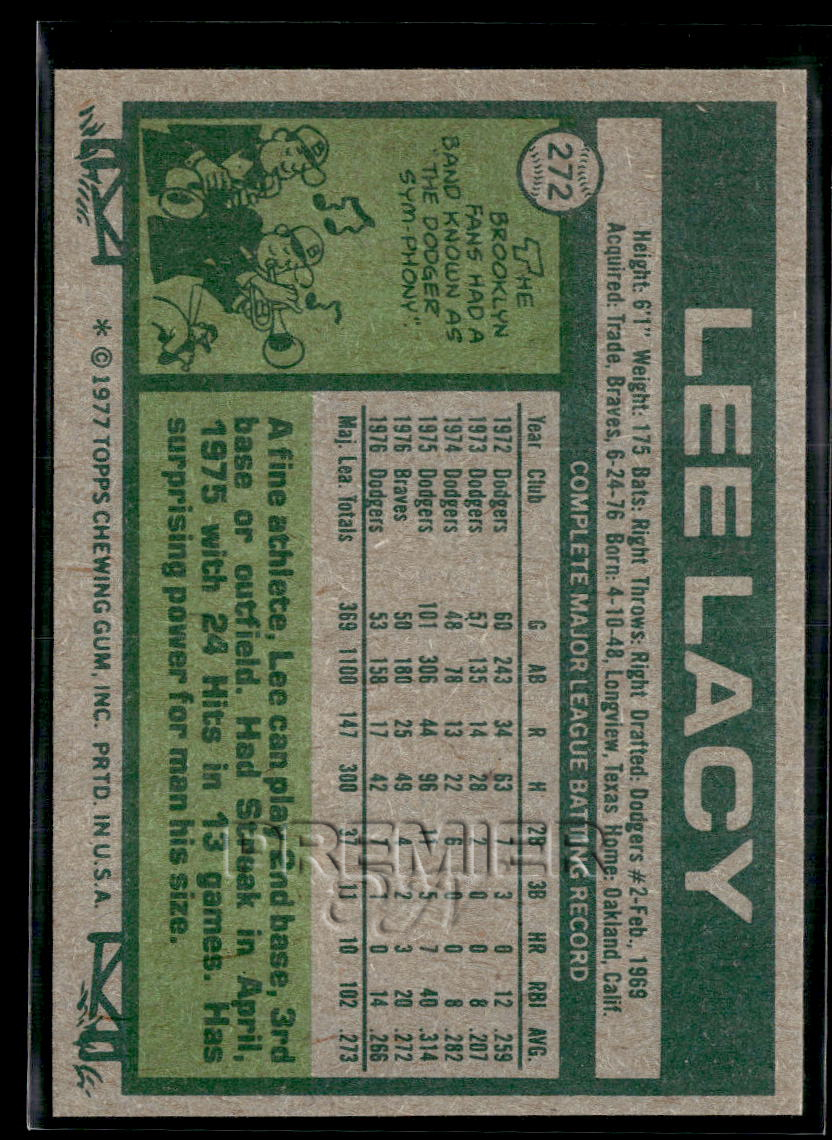 LEE LACY
Height: 6'1" Weight: 175 Bats: Right Throws: Right Drafted: Dodgers #2-Feb., 1969
Acquired: Trade, Braves, 6-24-76 Born: 4-10-48, Longview, Texas Home: Oakland, Calif.
272
COMPLETE MAJOR LEAGUE BATTING RECORD
THE
BROOKLYN
FANS HAD A
BAND KNOWN AS
"THE DODGER
SYM-PHONY".
Year Club G AB R H 2B 3B HR RBI AVG.
1972 Dodgers 60 243 34 63 7 3 0 12 .259
1973 Dodgers 57 135 14 28 2 0 0 8 .207
1974 Dodgers 48 78 13 22 6 0 0 8 .282
1975 Dodgers 101 306 44 96 5 7 40 .314
1976 Braves 50 180 25 49 4 2 3 20 .272
1976 Dodgers 53 158 17 42 1 0 14 .266
Maj. Lea. Totals 369 1100 147 300 37 11 10 102 .273
A fine athlete, Lee can play 2nd base, 3rd
base or outfield. Had Streak in April,
1975 with 24 Hits in 13 games. Has
surprising power for man his size.
* © 1977 TOPPS CHEWING GUM, INC. PRTD. IN U.S.A.
PREMIER